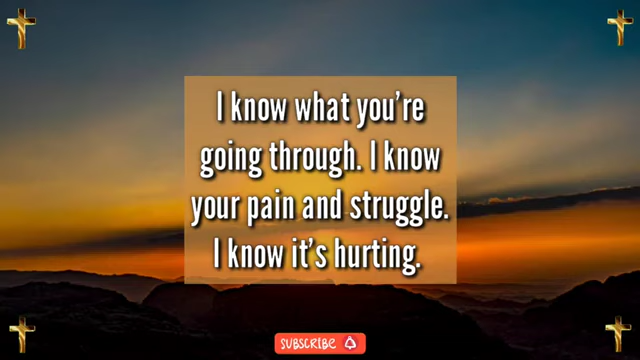 I know what you’re
going through. I know
your pain and struggle.
I know it’s hurting.
SUBSCRIBE